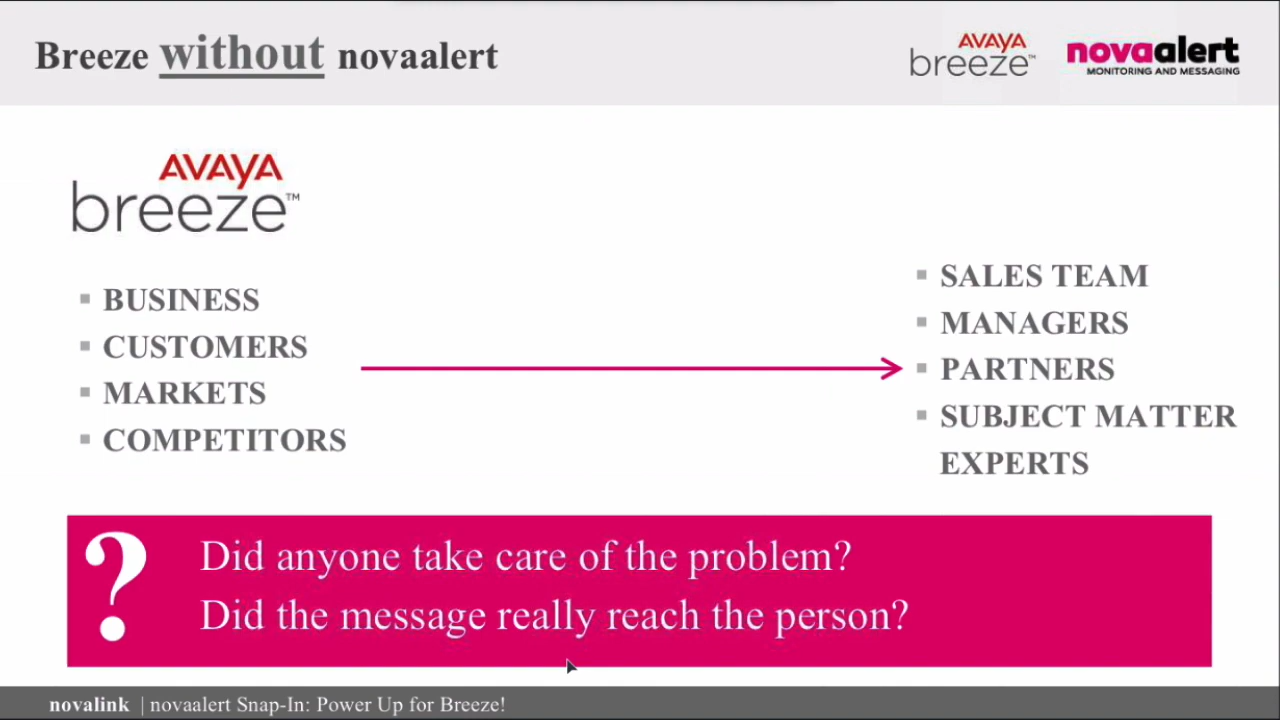 Breeze without novaalert
AVAYA
breeze™
novaalert
MONITORING AND MESSAGING
AVAYA
breeze™
▪ BUSINESS
▪ CUSTOMERS
▪ MARKETS
▪ COMPETITORS
▪ SALES TEAM
▪ MANAGERS
▪ PARTNERS
▪ SUBJECT MATTER
EXPERTS
?
Did anyone take care of the problem?
Did the message really reach the person?
novalink | novaalert Snap-In: Power Up for Breeze!